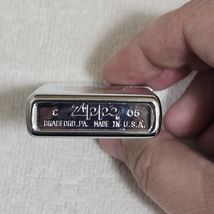 C Zippo 06
BRADFORD, PA. MADE IN U.S.A.